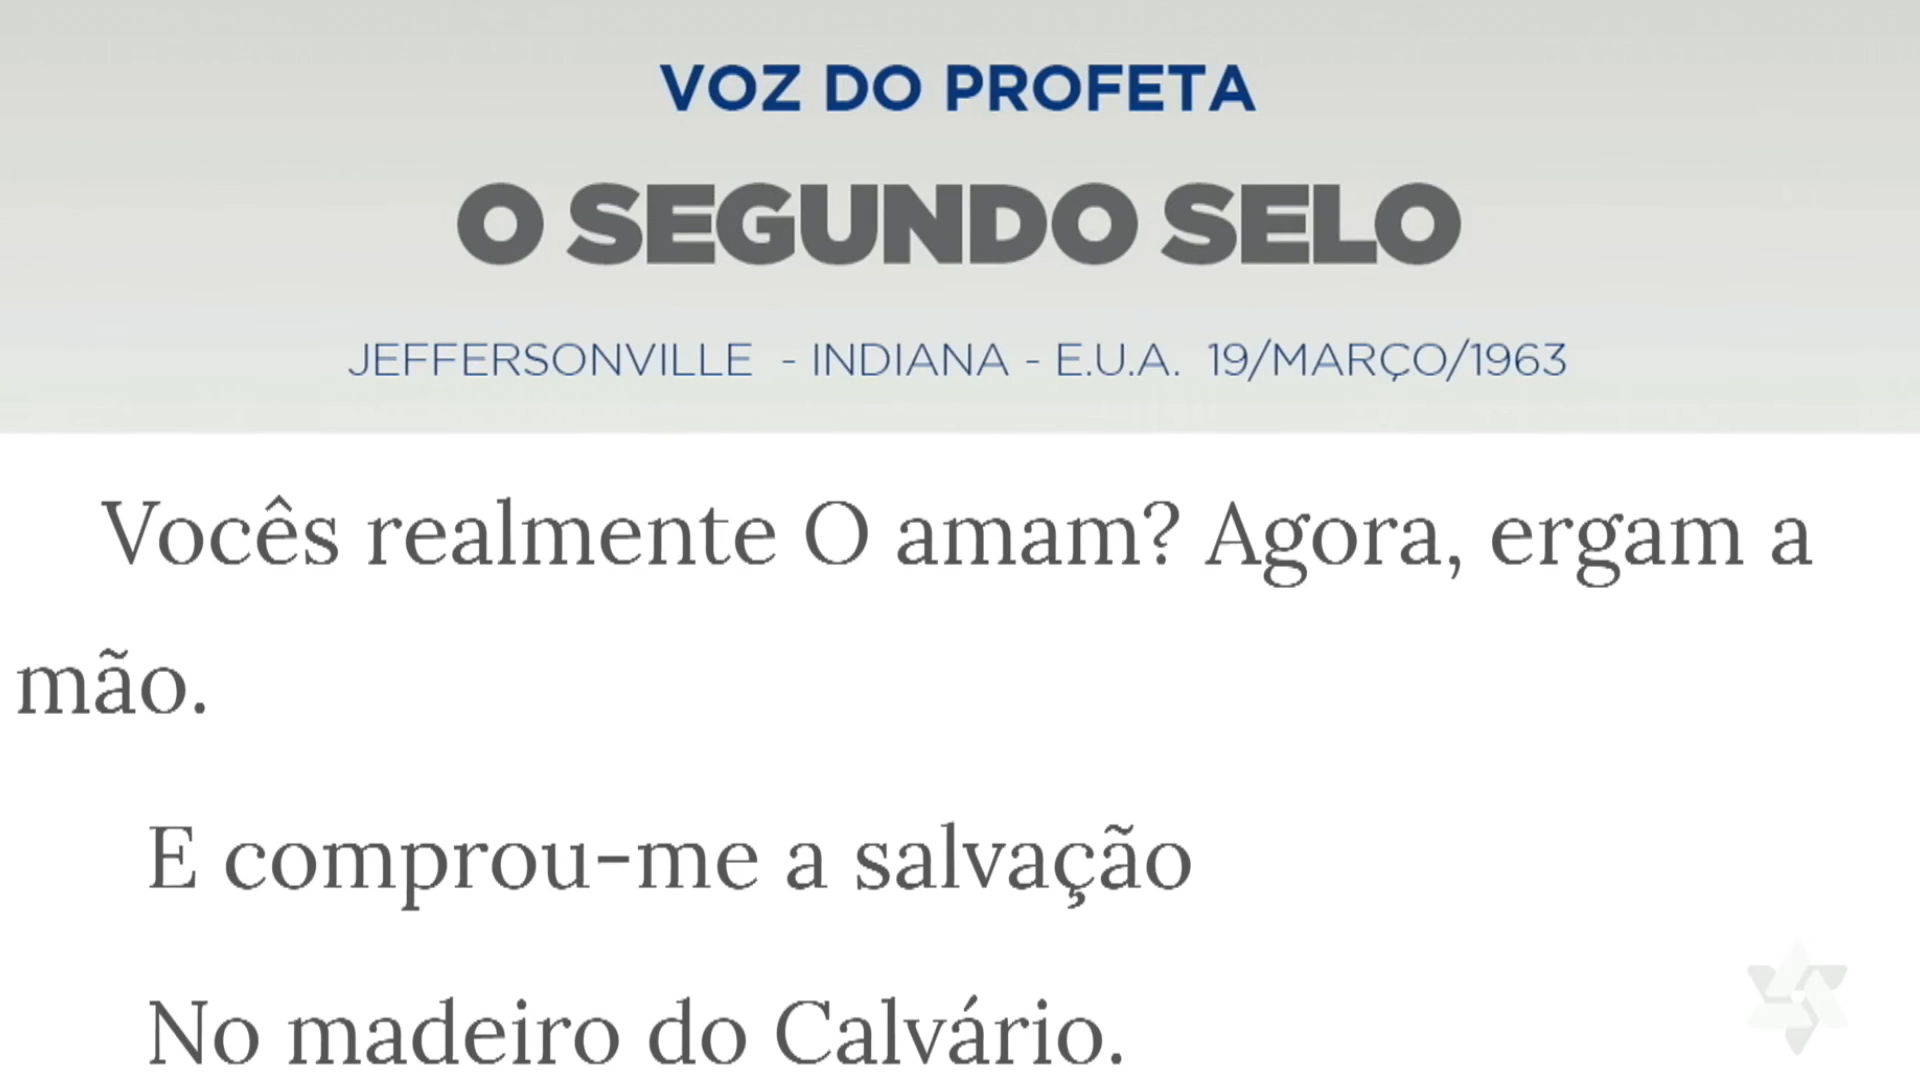 VOZ DO PROFETA
O SEGUNDO SELO
JEFFERSONVILLE - INDIANA - E.U.A. 19/MARÇO/1963
Vocês realmente O amam? Agora, ergam a
mão.
E comprou-me a salvação
No madeiro do Calvário.